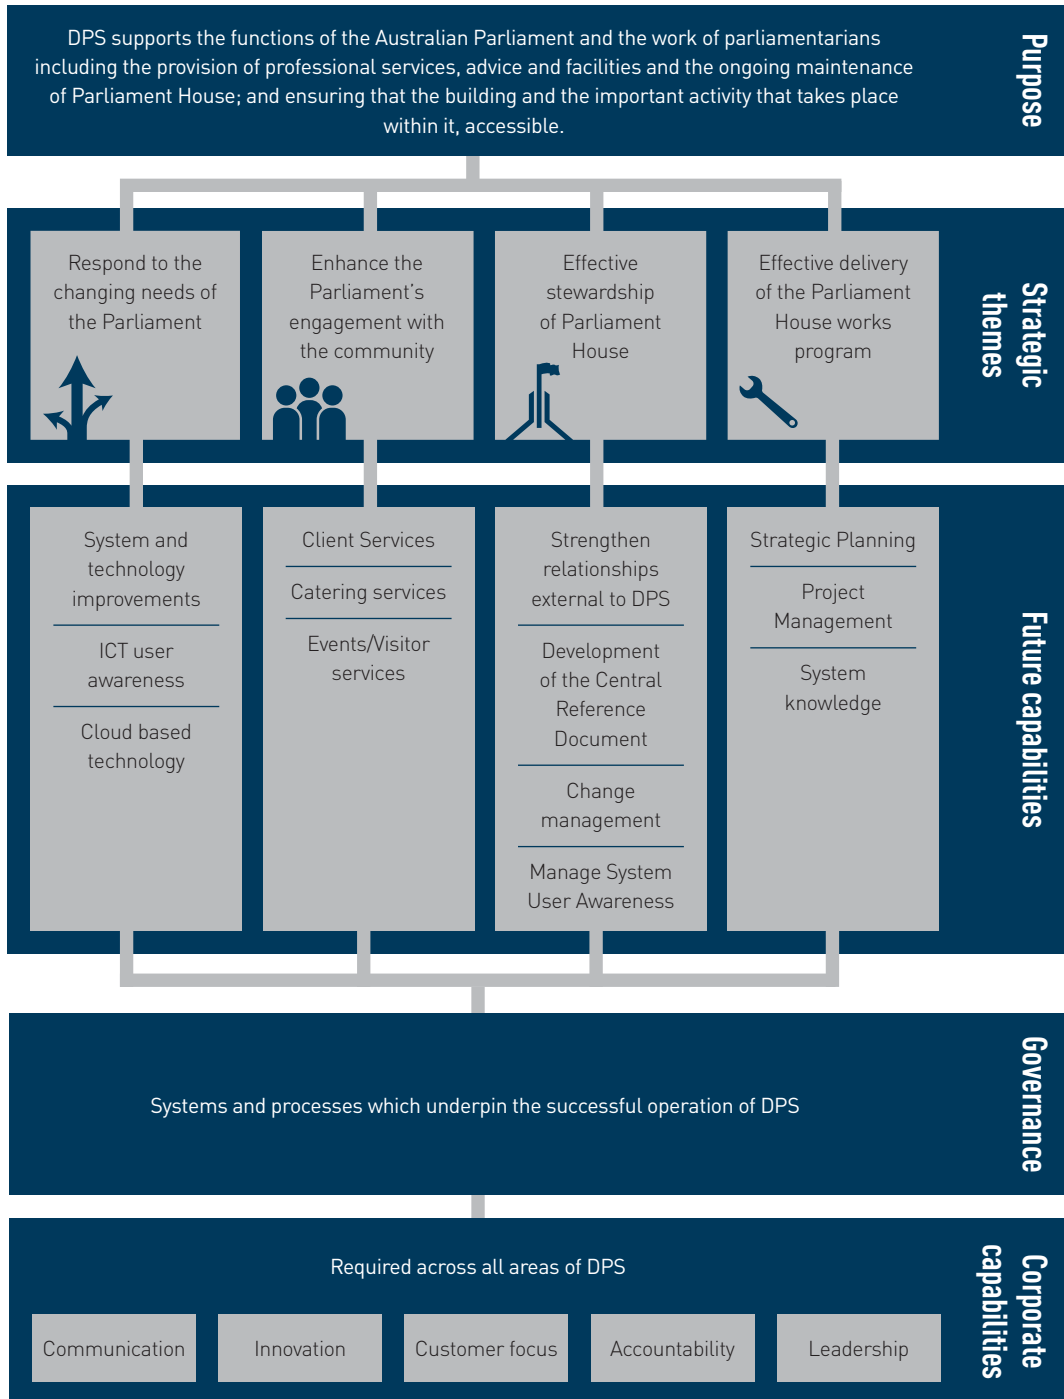 DPS supports the functions of the Australian Parliament and the work of parliamentarians
including the provision of professional services, advice and facilities and the ongoing maintenance
of Parliament House; and ensuring that the building and the important activity that takes place
within it, accessible.
Purpose
Respond to the
changing needs of
the Parliament
Enhance the
Parliament's
engagement with
the community
Effective
stewardship
of Parliament
House
Effective delivery
of the Parliament
House works
program
Strategic
themes
System and
technology
improvements
ICT user
awareness
Cloud based
technology
Client Services
Catering services
Events/Visitor
services
Strengthen
relationships
external to DPS
Development
of the Central
Reference
Document
Change
management
Manage System
User Awareness
Strategic Planning
Project
Management
System
knowledge
Future capabilities
Systems and processes which underpin the successful operation of DPS
Governance
Required across all areas of DPS
Communication
Innovation
Customer focus
Accountability
Leadership
Corporate
capabilities